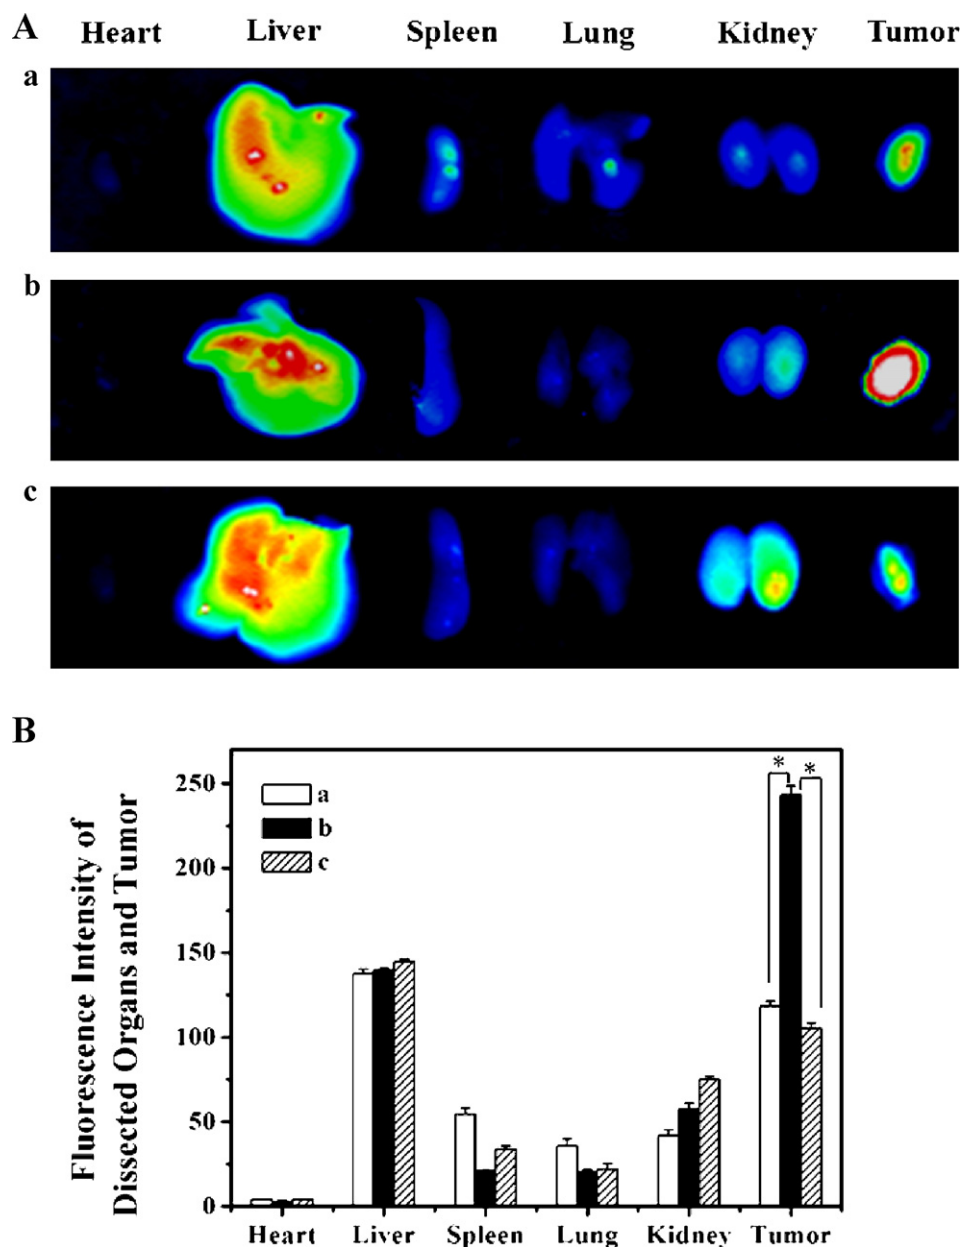 A Heart Liver Spleen Lung Kidney Tumor
a
b
c
B
Fluorescence Intensity of
Dissected Organs and Tumor
250
200
150
100
50
0
a
b
c
* *
Heart Liver Spleen Lung Kidney Tumor